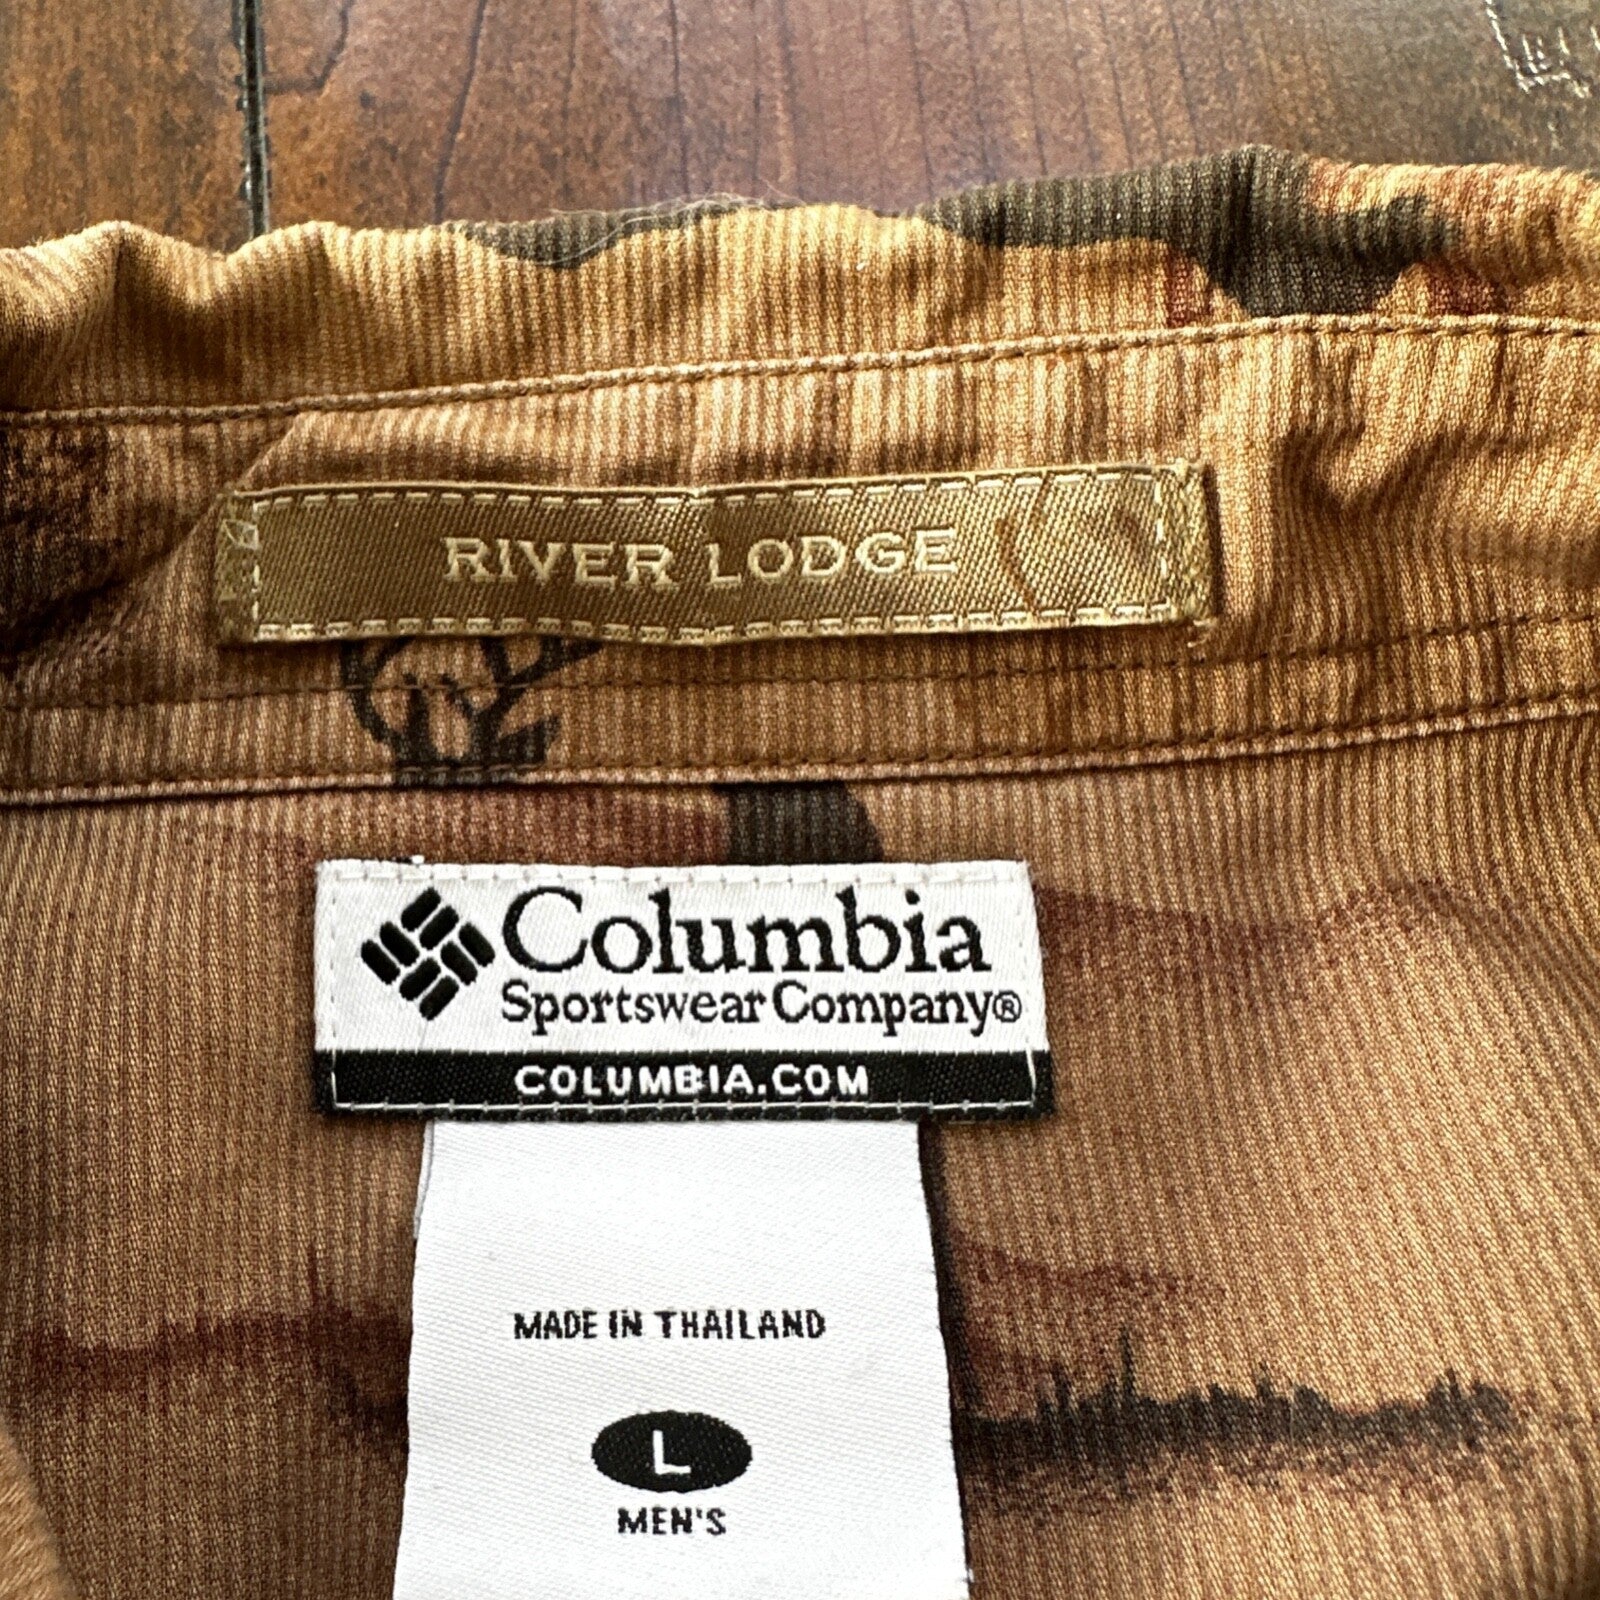 RIVER LODGE
Columbia
Sportswear Company®
COLUMBIA.COM
MADE IN THAILAND
L
MEN'S